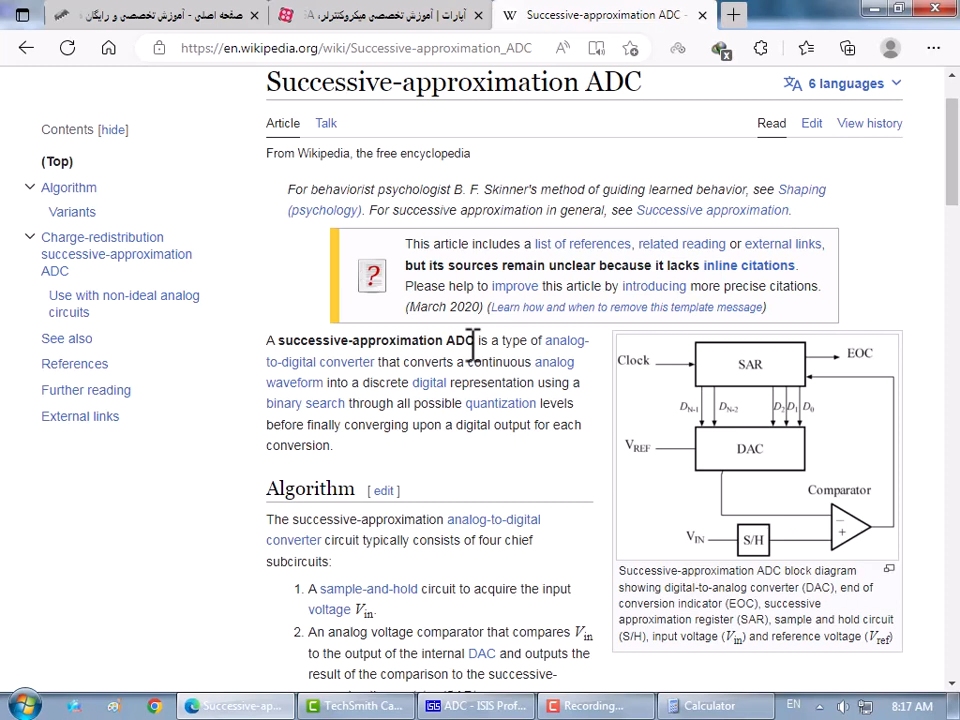 صفحه اصلی - آموزش تخصصی و رایگان
آپارات | آموزش تخصصی میکروکنترلر، SA
W Successive-approximation ADC -
https://en.wikipedia.org/wiki/Successive-approximation_ADC
Successive-approximation ADC
6 languages
Contents [hide]
Article Talk Read Edit View history
From Wikipedia, the free encyclopedia
(Top)
Algorithm
Variants
Charge-redistribution
successive-approximation
ADC
Use with non-ideal analog
circuits
See also
References
Further reading
External links
For behaviorist psychologist B. F. Skinner's method of guiding learned behavior, see Shaping
(psychology). For successive approximation in general, see Successive approximation.
This article includes a list of references, related reading or external links,
but its sources remain unclear because it lacks inline citations.
Please help to improve this article by introducing more precise citations.
(March 2020) (Learn how and when to remove this template message)
A successive-approximation ADC is a type of analog-
to-digital converter that converts a continuous analog
waveform into a discrete digital representation using a
binary search through all possible quantization levels
before finally converging upon a digital output for each
conversion.
Algorithm [ edit ]
The successive-approximation analog-to-digital
converter circuit typically consists of four chief
subcircuits:
1. A sample-and-hold circuit to acquire the input
voltage Vin.
2. An analog voltage comparator that compares Vin
to the output of the internal DAC and outputs the
result of the comparison to the successive-
Clock SAR EOC
DN-1 DN-2 D2 D1 D0
VREF DAC
Comparator
−
+
VIN S/H
Successive-approximation ADC block diagram
showing digital-to-analog converter (DAC), end of
conversion indicator (EOC), successive
approximation register (SAR), sample and hold circuit
(S/H), input voltage (Vin) and reference voltage (Vref)
Successive-ap... TechSmith Ca... ADC - ISIS Prof... Recording... Calculator EN 8:17 AM